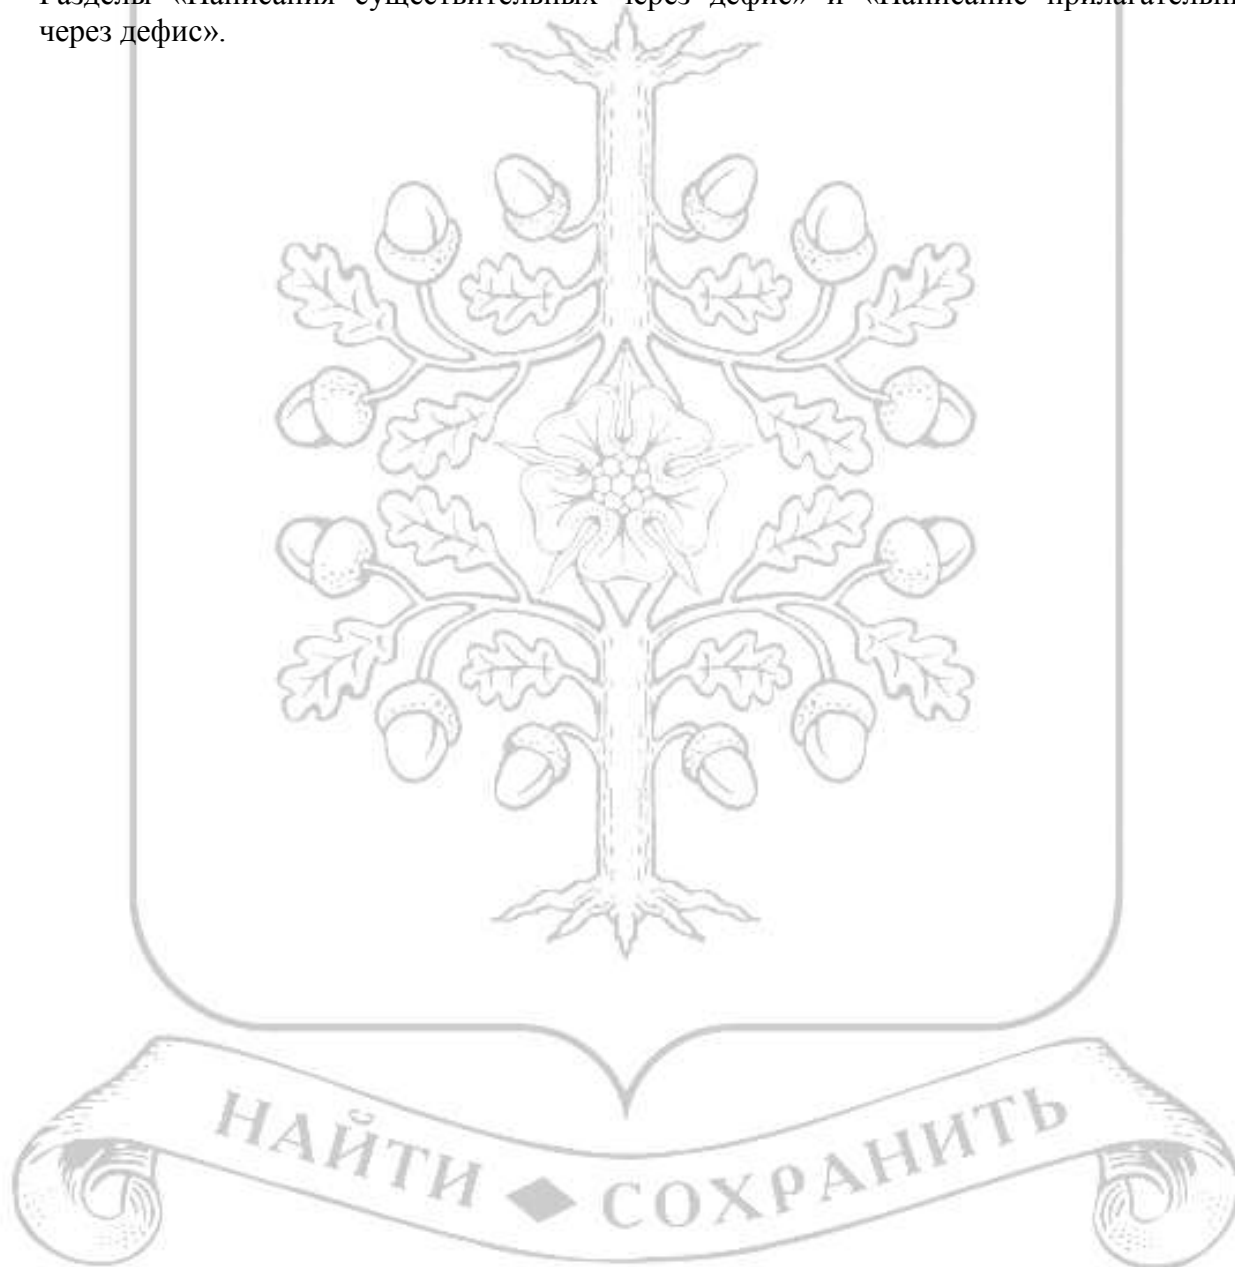 Разделы «Написания существительных через дефис» и «Написание
через дефис».
НАЙТИ ◆ СОХРАНИТЬ